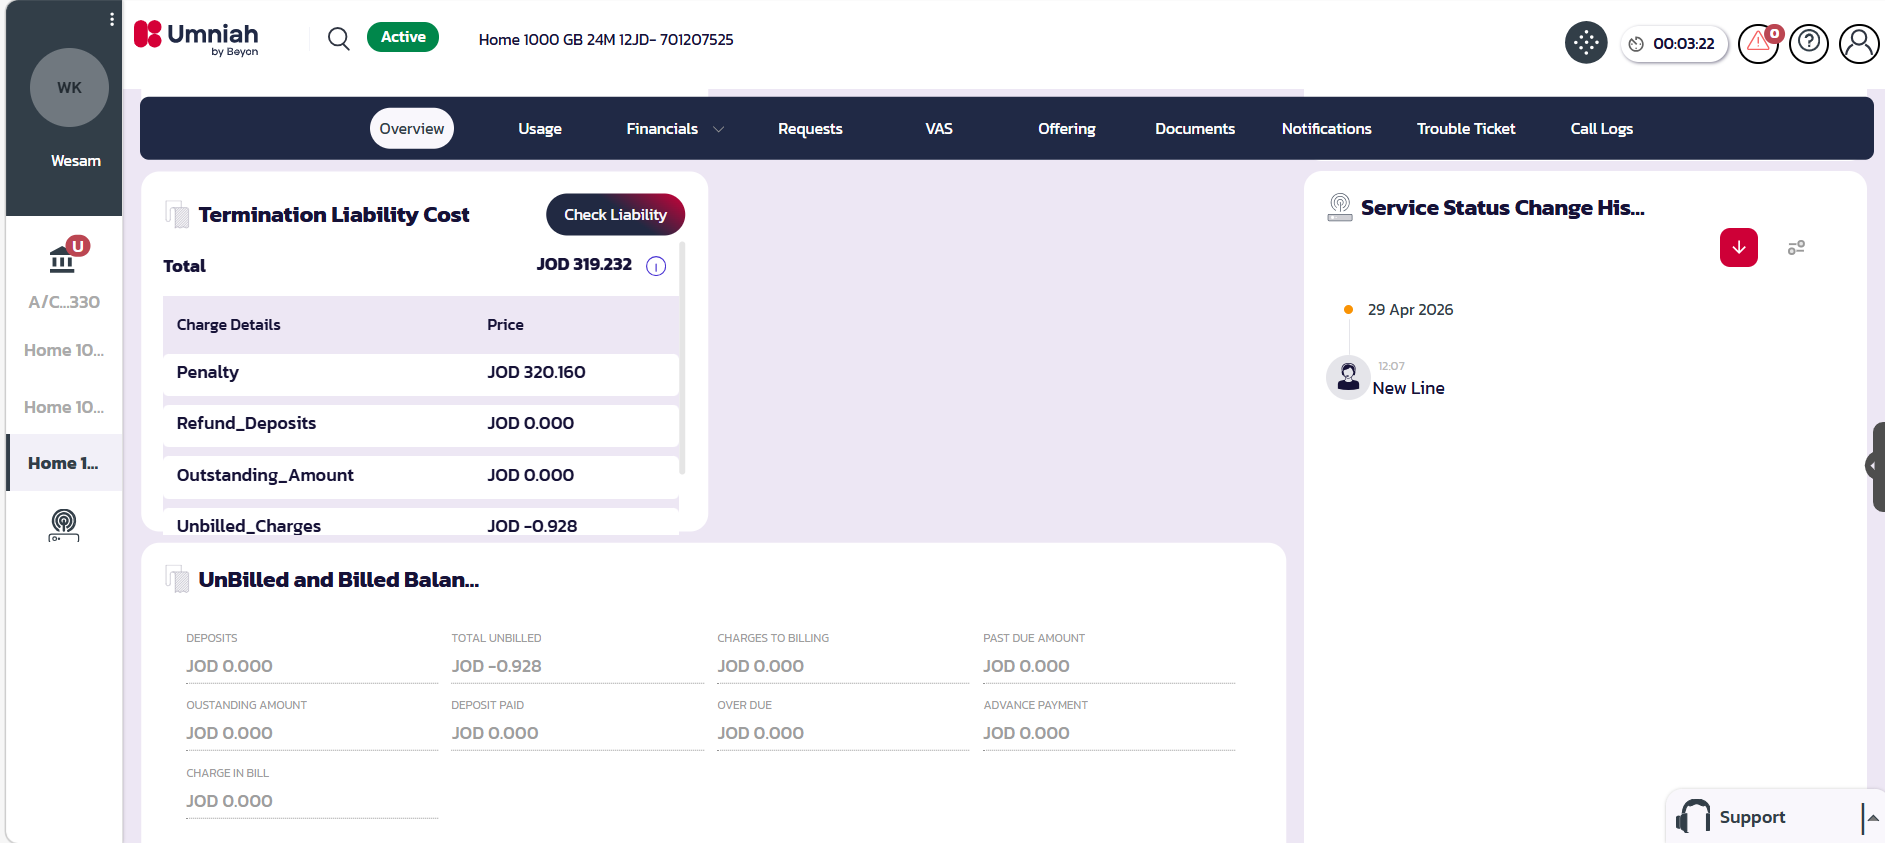 WK
Wesam
U
A/C...330
Home 10...
Home 10...
Home 1...
Umniah
by Beyon
Active
Home 1000 GB 24M 12JD- 701207525
00:03:22
0
Overview
Usage
Financials
Requests
VAS
Offering
Documents
Notifications
Trouble Ticket
Call Logs
Termination Liability Cost
Check Liability
Total
JOD 319.232
Charge Details
Price
Penalty
JOD 320.160
Refund_Deposits
JOD 0.000
Outstanding_Amount
JOD 0.000
Unbilled_Charges
JOD -0.928
UnBilled and Billed Balan...
DEPOSITS
JOD 0.000
TOTAL UNBILLED
JOD -0.928
CHARGES TO BILLING
JOD 0.000
PAST DUE AMOUNT
JOD 0.000
OUSTANDING AMOUNT
JOD 0.000
DEPOSIT PAID
JOD 0.000
OVER DUE
JOD 0.000
ADVANCE PAYMENT
JOD 0.000
CHARGE IN BILL
JOD 0.000
Service Status Change His...
29 Apr 2026
12:07
New Line
Support